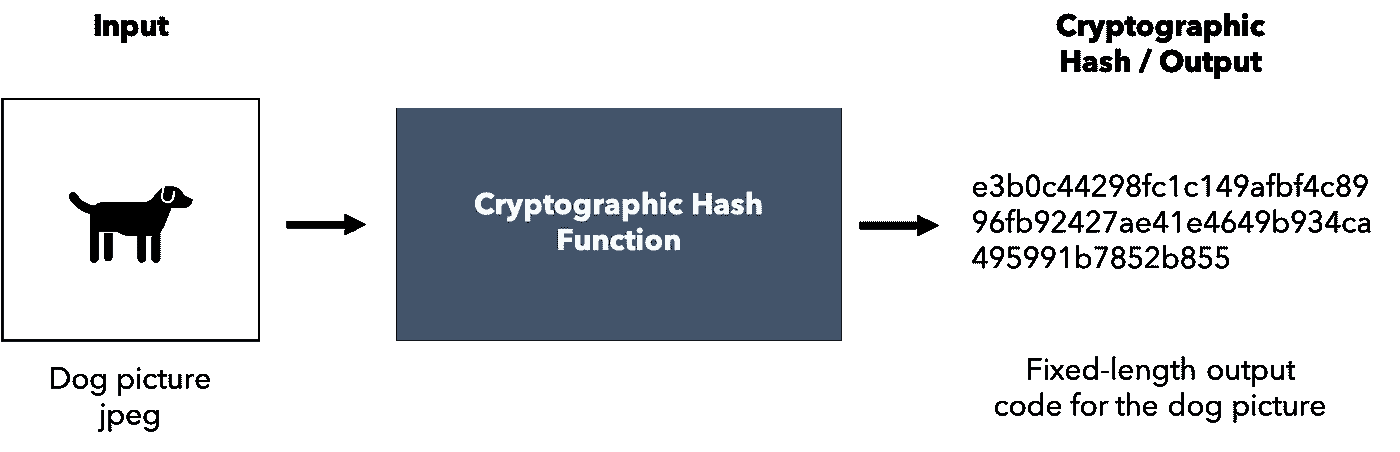 Input
Cryptographic
Hash / Output
Cryptographic Hash
Function
e3b0c44298fc1c149afbf4c89
96fb92427ae41e4649b934ca
495991b7852b855
Dog picture
jpeg
Fixed-length output
code for the dog picture